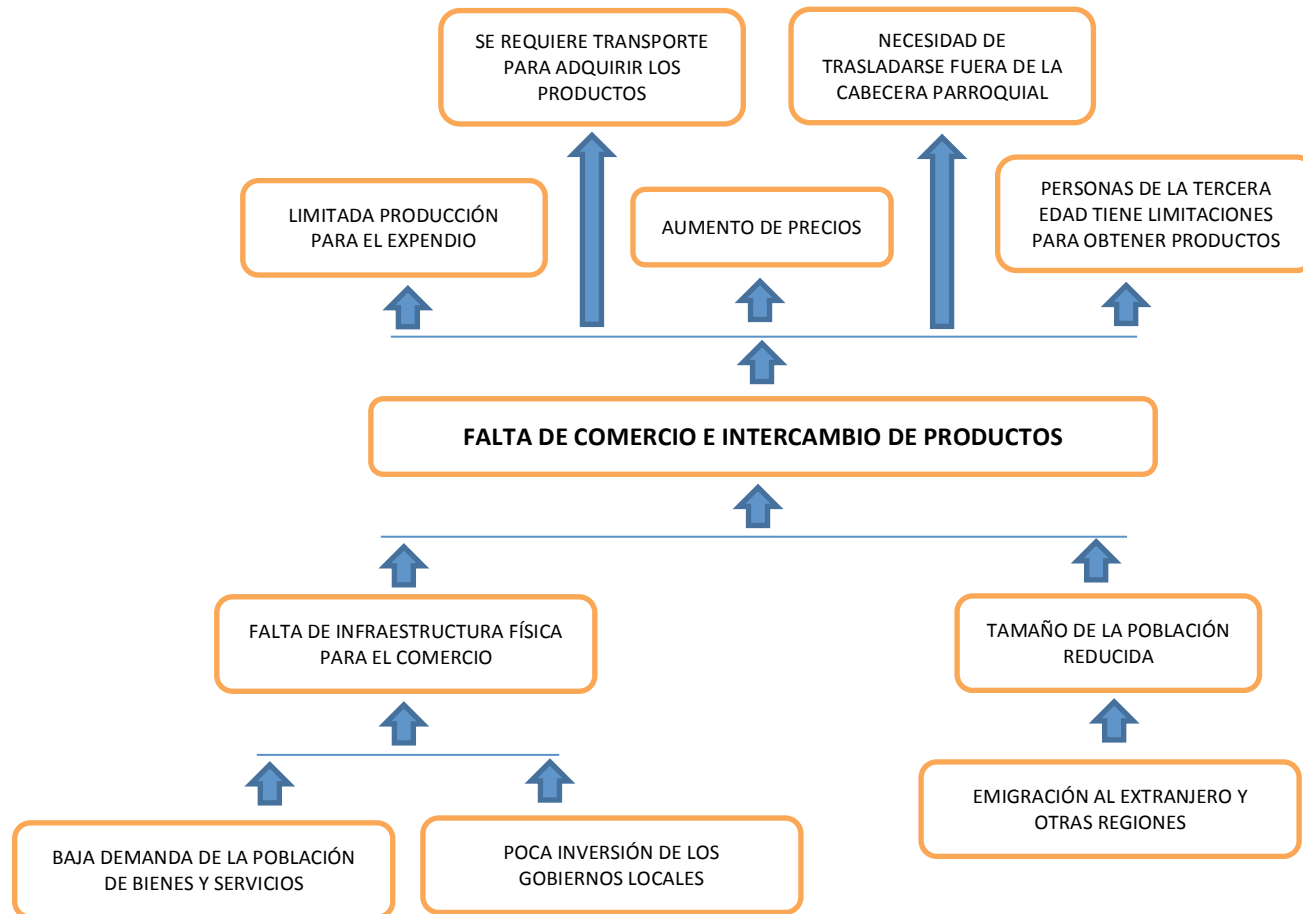 SE REQUIERE TRANSPORTE
PARA ADQUIRIR LOS
PRODUCTOS
NECESIDAD DE
TRASLADARSE FUERA DE LA
CABECERA PARROQUIAL
LIMITADA PRODUCCIÓN
PARA EL EXPENDIO
AUMENTO DE PRECIOS
PERSONAS DE LA TERCERA
EDAD TIENE LIMITACIONES
PARA OBTENER PRODUCTOS
FALTA DE COMERCIO E INTERCAMBIO DE PRODUCTOS
FALTA DE INFRAESTRUCTURA FÍSICA
PARA EL COMERCIO
TAMAÑO DE LA POBLACIÓN
REDUCIDA
BAJA DEMANDA DE LA POBLACIÓN
DE BIENES Y SERVICIOS
POCA INVERSIÓN DE LOS
GOBIERNOS LOCALES
EMIGRACIÓN AL EXTRANJERO Y
OTRAS REGIONES